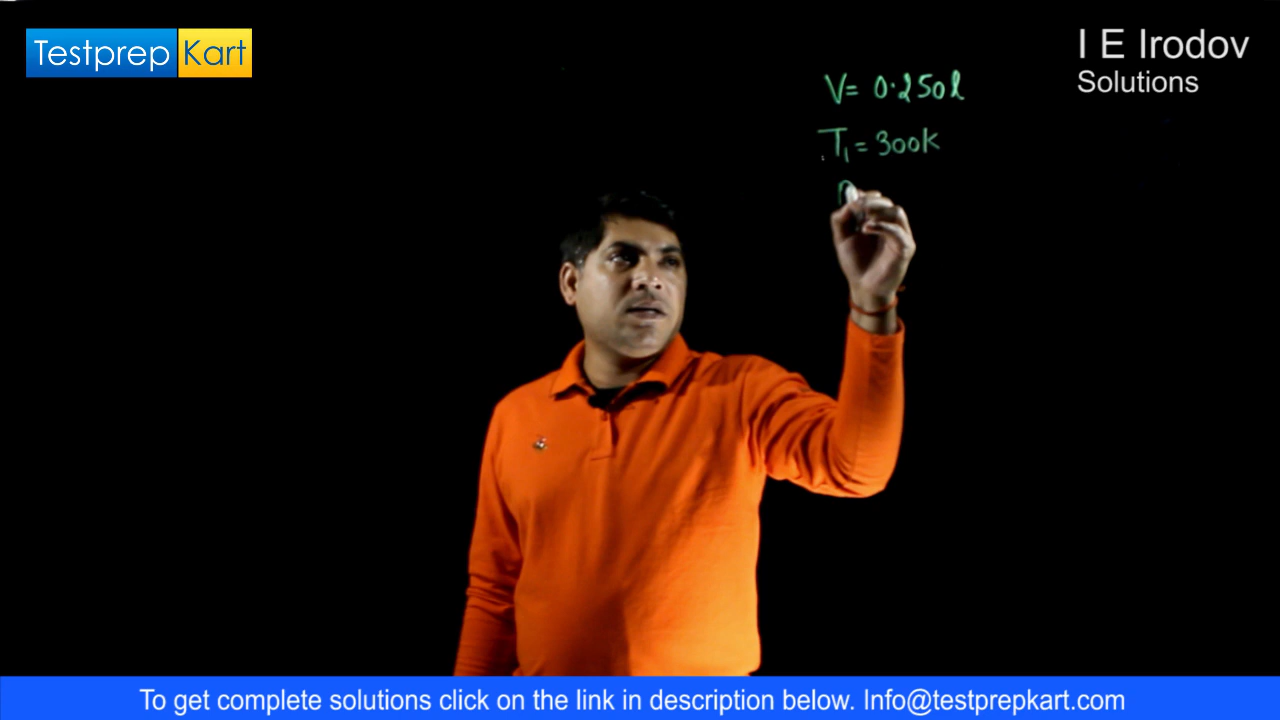 Testprep Kart
I E Irodov
Solutions
V= 0.250l
T₁ = 300K
To get complete solutions click on the link in description below. Info@testprepkart.com